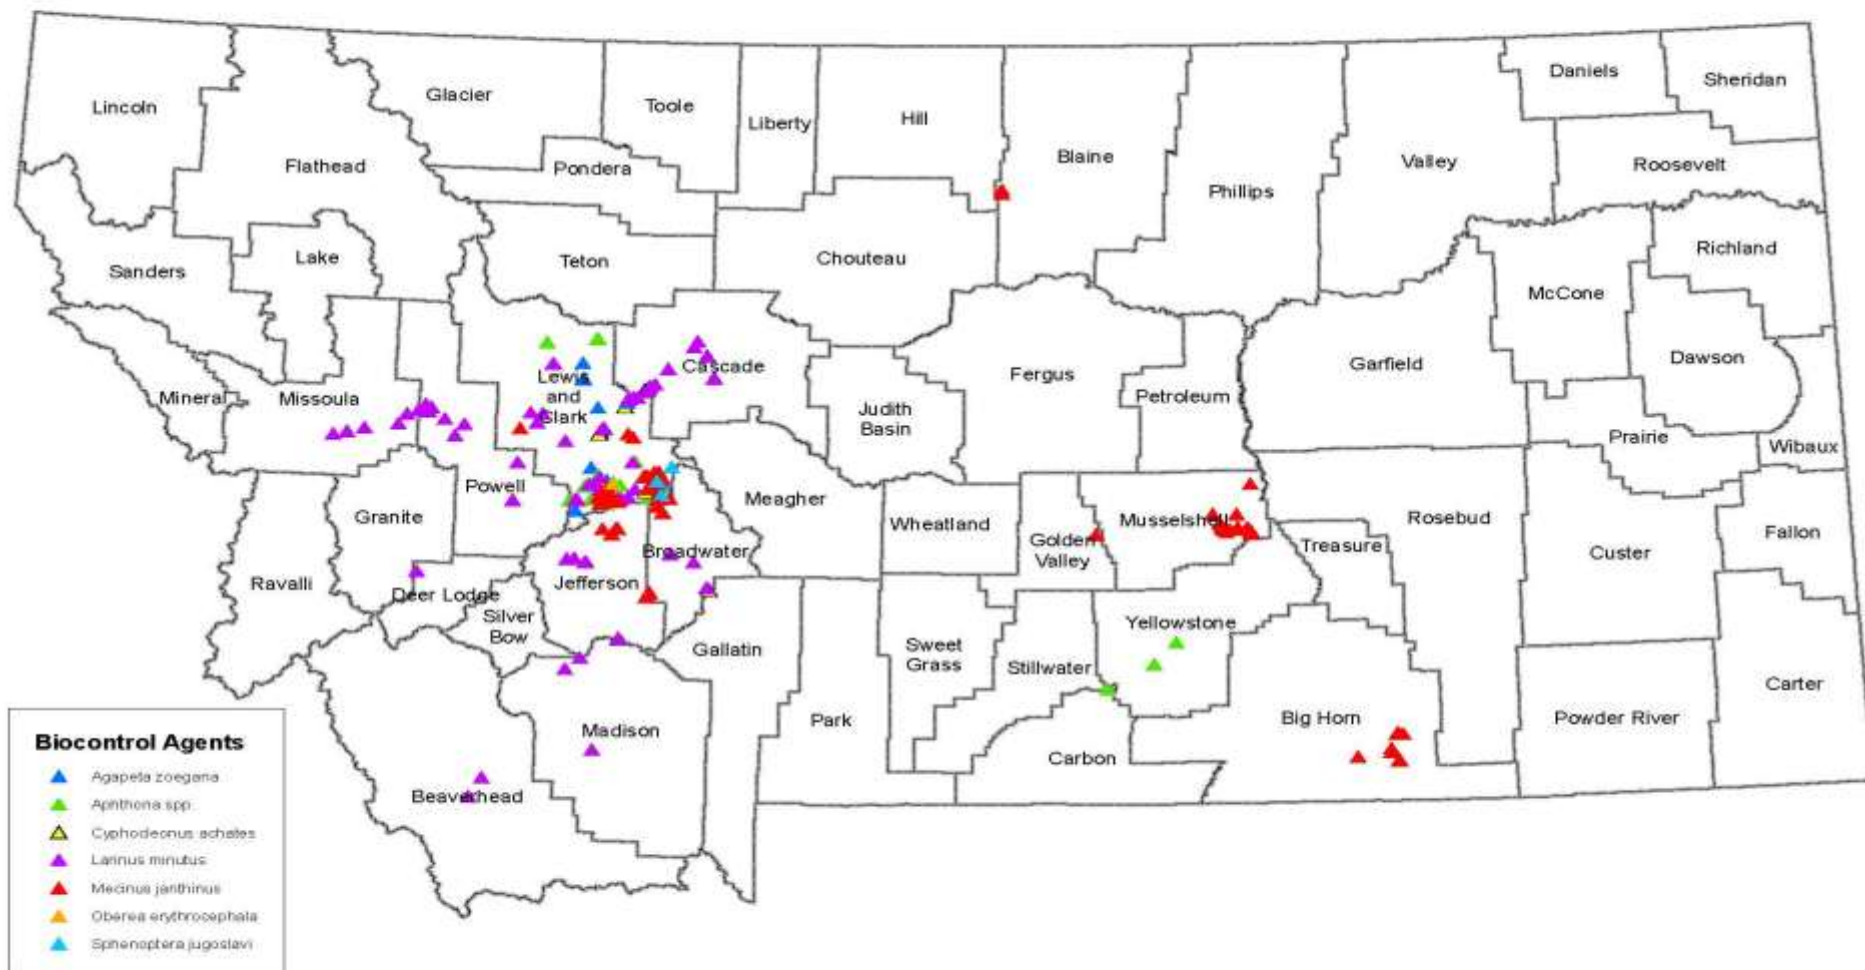 Lincoln
Flathead
Glacier
Toole
Liberty
Hill
Blaine
Phillips
Valley
Daniels
Sheridan
Roosevelt
Pondera
Sanders
Lake
Teton
Chouteau
Richland
McCone
Dawson
Mineral
Missoula
Lewis
and
Clark
Cascade
Judith
Basin
Fergus
Petroleum
Garfield
Prairie
Wibaux
Powell
Granite
Ravalli
Deer Lodge
Silver
Bow
Jefferson
Broadwater
Meagher
Wheatland
Golden
Valley
Musselshell
Treasure
Rosebud
Custer
Fallon
Gallatin
Sweet
Grass
Stillwater
Yellowstone
Park
Carbon
Big Horn
Powder River
Carter
Madison
Beaverhead
Biocontrol Agents
Agapeta zoegana
Aphthona spp.
Cyphocleonus achates
Larinus minutus
Mecinus janthinus
Oberea erythrocephala
Sphenoptera jugoslavi